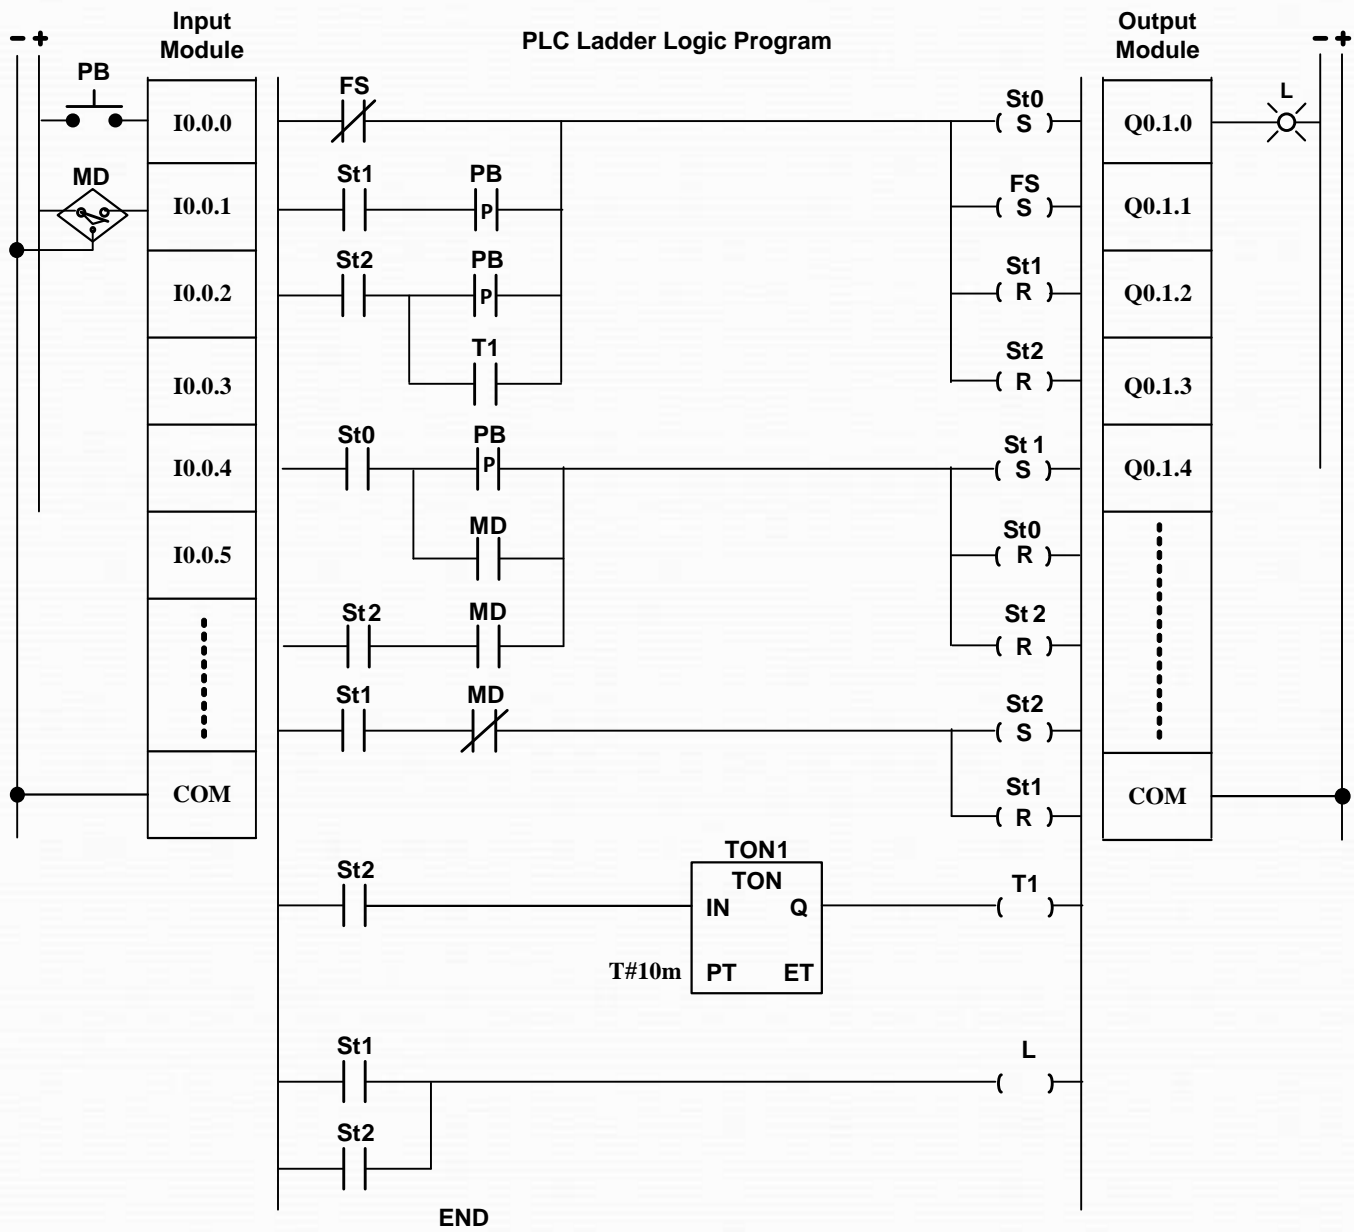 Input
Module
PLC Ladder Logic Program
Output
Module
− +
− +
PB
I0.0.0
MD
I0.0.1
I0.0.2
I0.0.3
I0.0.4
I0.0.5
COM
FS
St0
( S )
St1
PB
P
FS
( S )
St2
PB
P
St1
( R )
T1
St2
( R )
St0
PB
P
St 1
( S )
MD
St0
( R )
St2
MD
St 2
( R )
St1
MD
St2
( S )
St1
( R )
TON1
St2
TON
T1
IN Q
( )
T#10m
PT ET
St1
L
( )
St2
END
Q0.1.0
L
Q0.1.1
Q0.1.2
Q0.1.3
Q0.1.4
COM